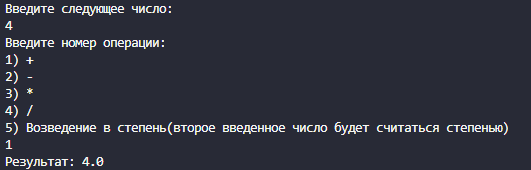 Введите следующее число:
4
Введите номер операции:
1) +
2) -
3) *
4) /
5) Возведение в степень(второе введенное число будет считаться степенью)
1
Результат: 4.0